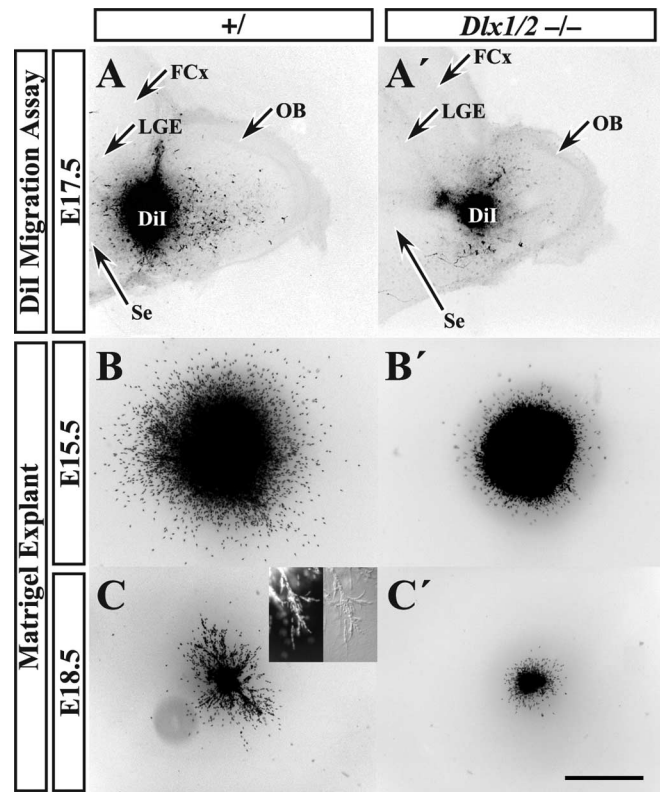 +/
Dlx1/2 –/–
DiI Migration Assay
E17.5
A
FCx
LGE
OB
DiI
Se
A´
FCx
LGE
OB
DiI
Se
Matrigel Explant
E15.5
B
B´
E18.5
C
C´